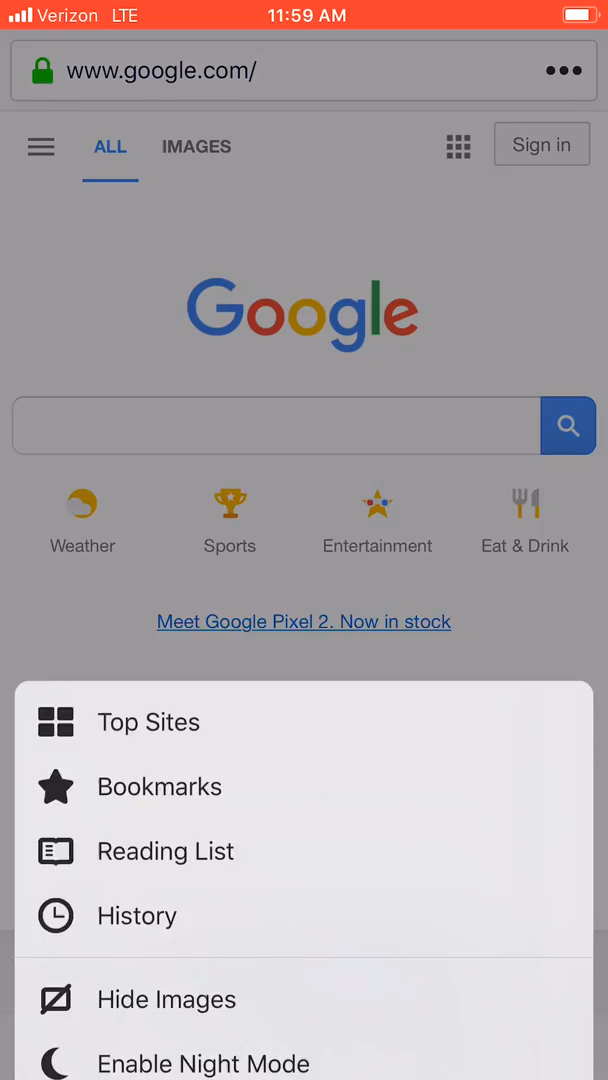 Verizon LTE 11:59 AM
www.google.com/
ALL IMAGES Sign in
Google
Weather Sports Entertainment Eat & Drink
Meet Google Pixel 2. Now in stock
Top Sites
Bookmarks
Reading List
History
Hide Images
Enable Night Mode